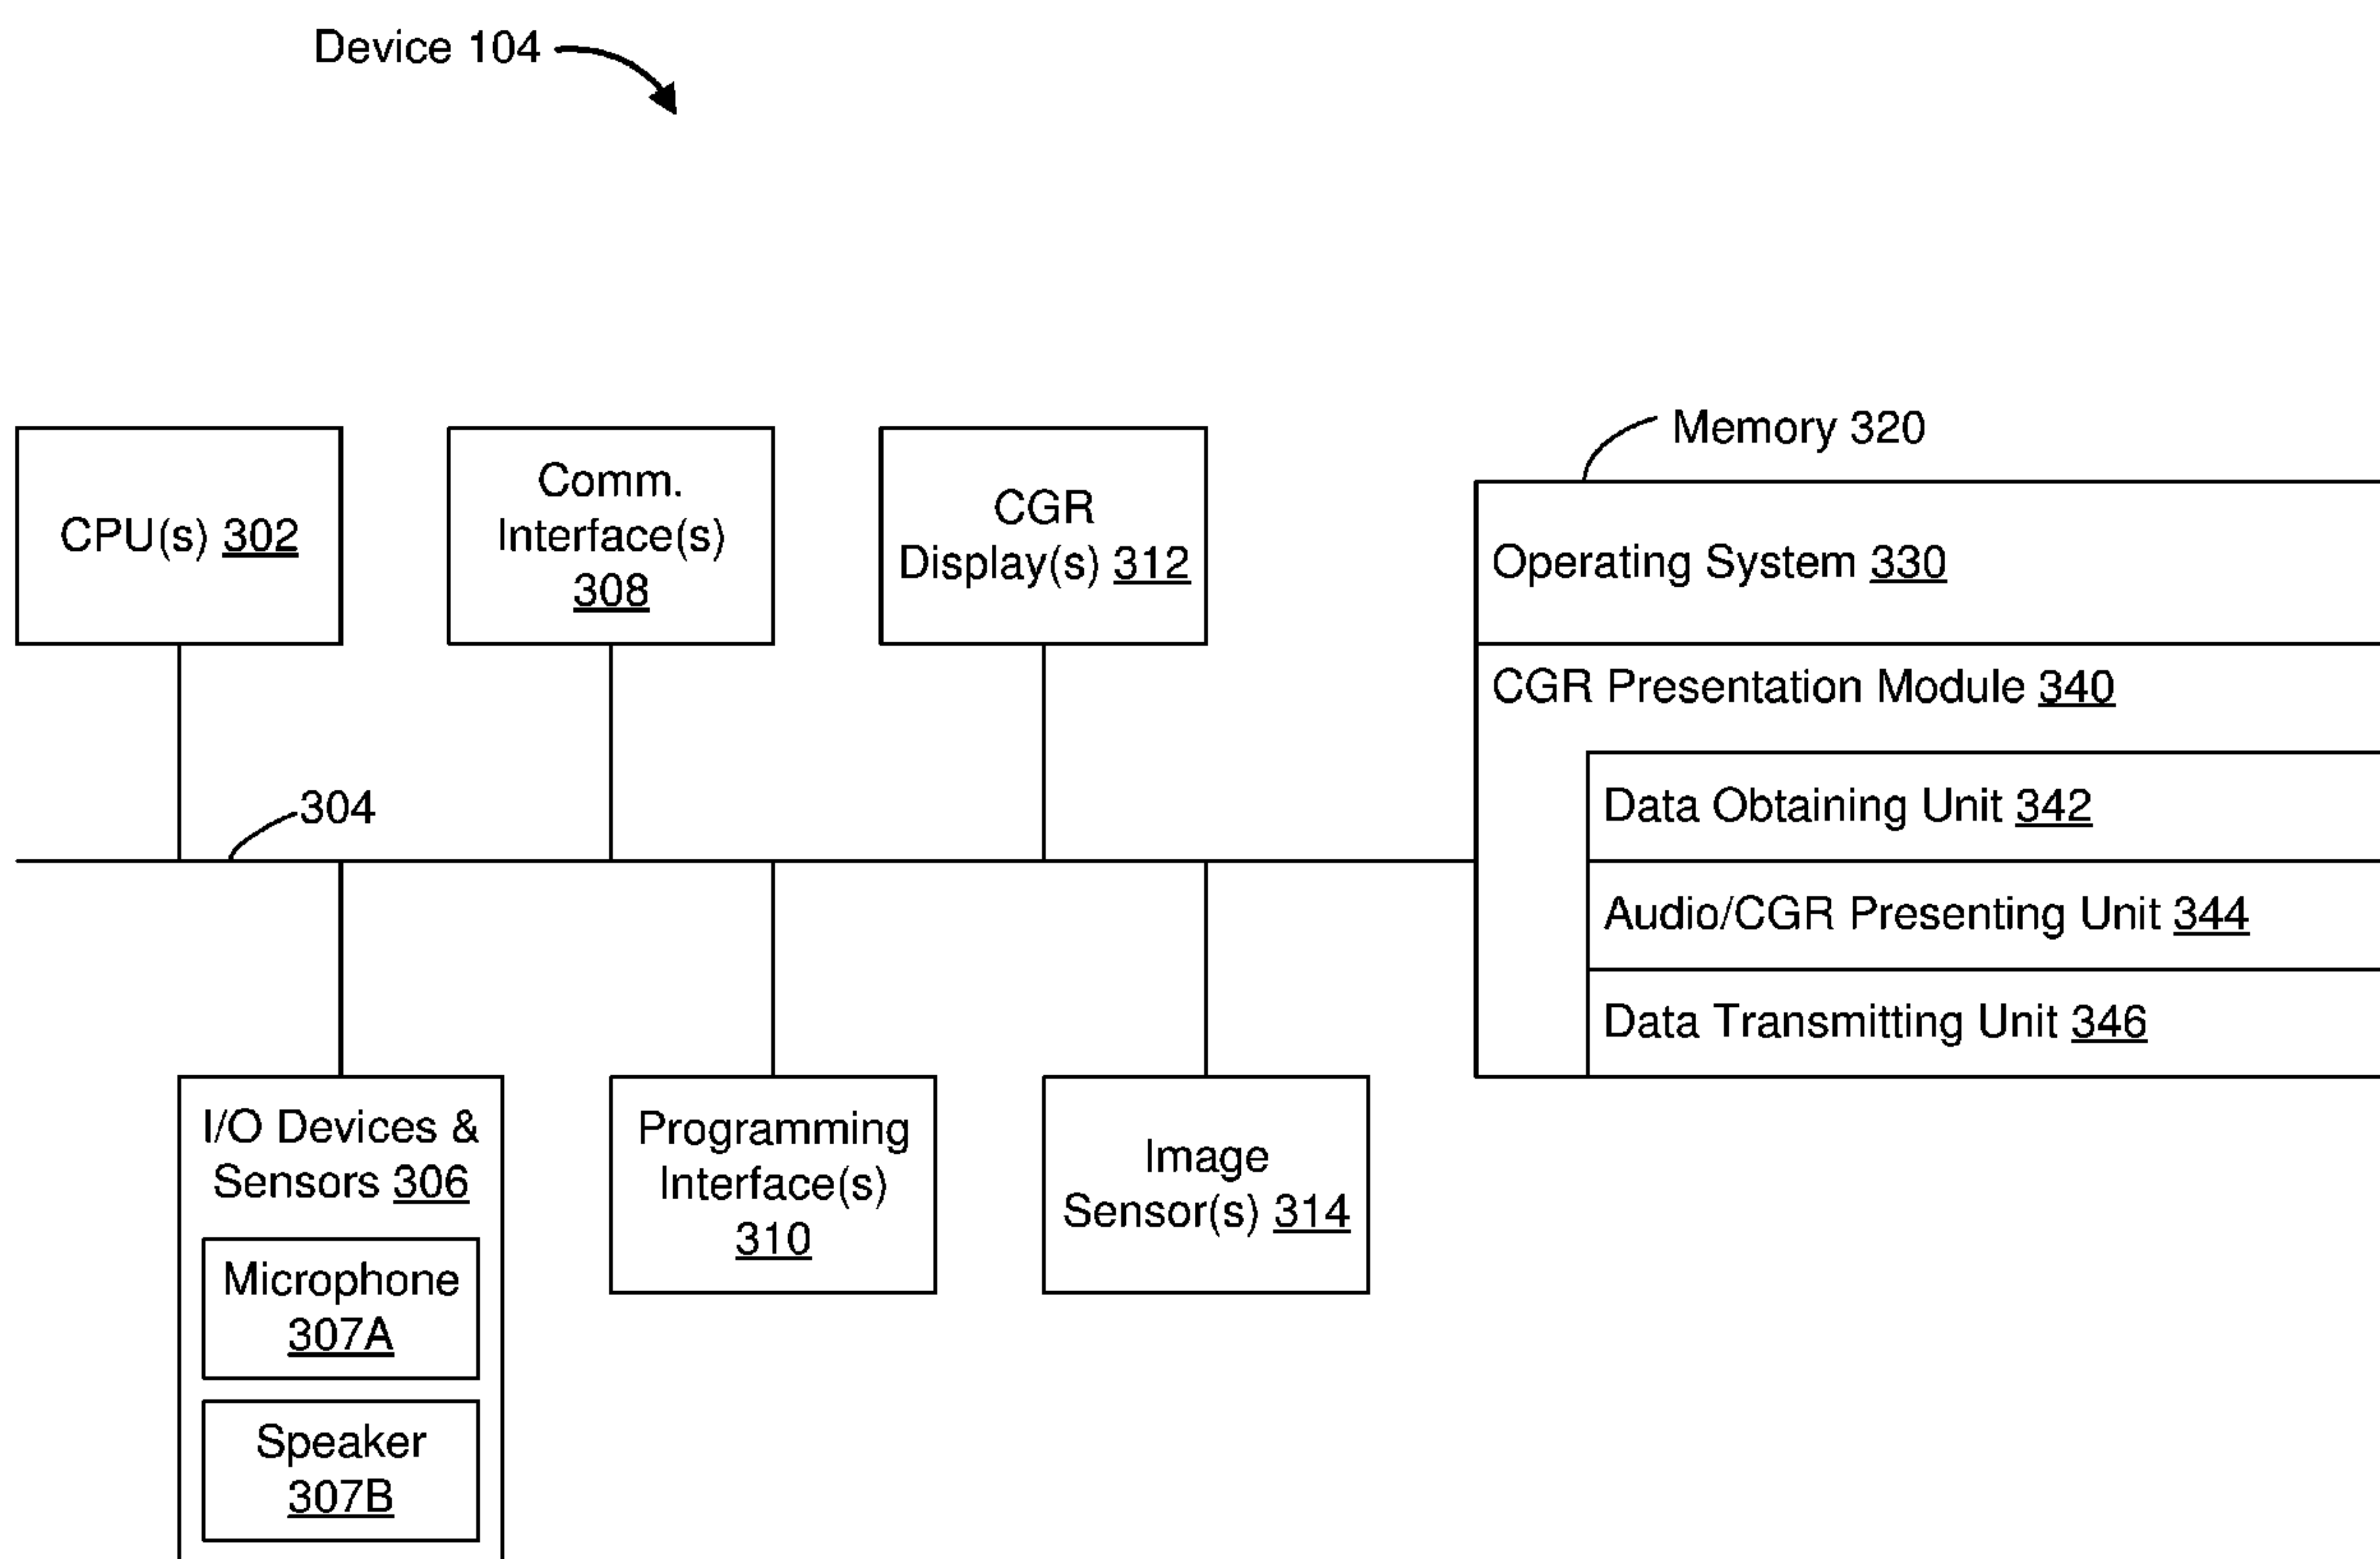 Device 104
Memory 320
CPU(s) 302
Comm.
Interface(s)
308
CGR
Display(s) 312
Operating System 330
CGR Presentation Module 340
Data Obtaining Unit 342
Audio/CGR Presenting Unit 344
Data Transmitting Unit 346
304
I/O Devices &
Sensors 306
Microphone
307A
Speaker
307B
Programming
Interface(s)
310
Image
Sensor(s) 314